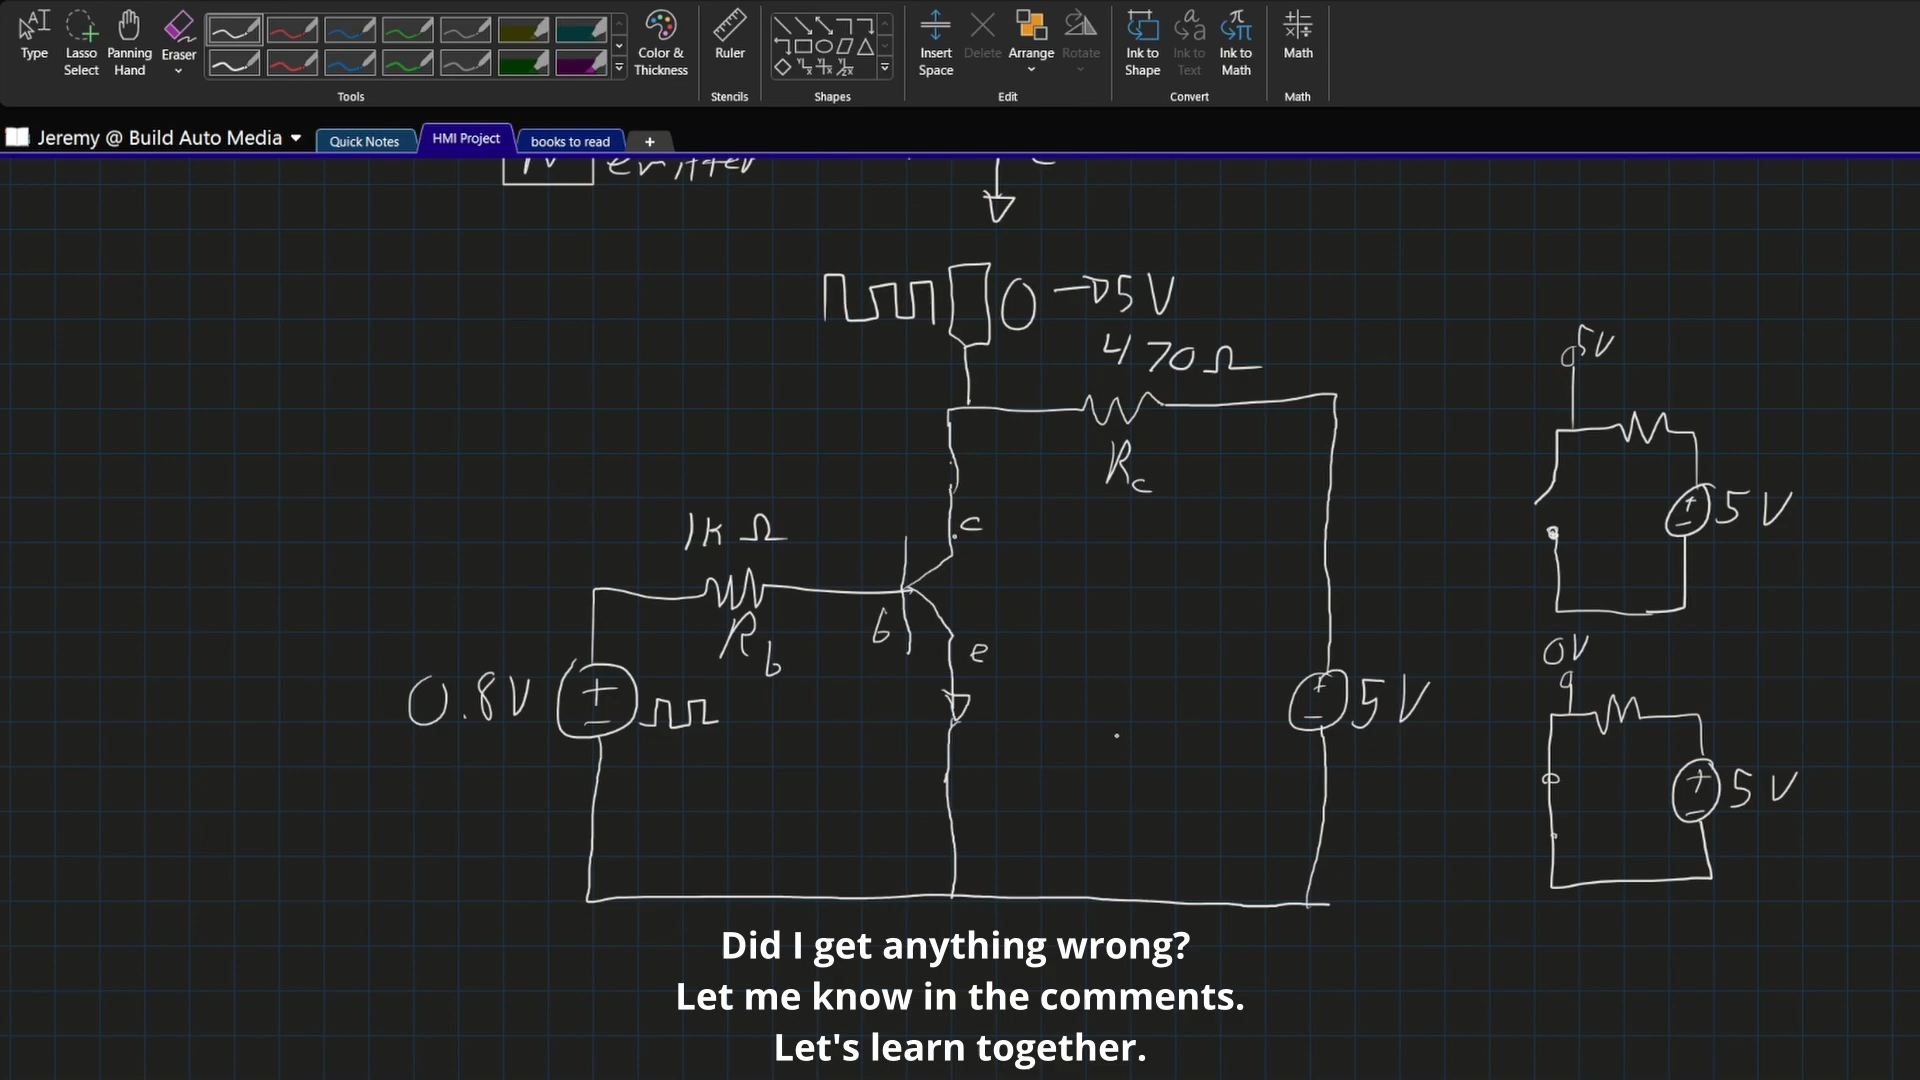 Type
Lasso Select
Panning Hand
Eraser
Color & Thickness
Ruler
Insert Space
Delete
Arrange
Rotate
Ink to Shape
Ink to Text
Ink to Math
Math
Tools
Stencils
Shapes
Edit
Convert
Math
Jeremy @ Build Auto Media
Quick Notes
HMI Project
books to read
N emitter
0 → 5V
470Ω
Rc
5V
c
1KΩ
Rb
b
e
5V
0.8V
5V
0V
5V
Did I get anything wrong?
Let me know in the comments.
Let's learn together.